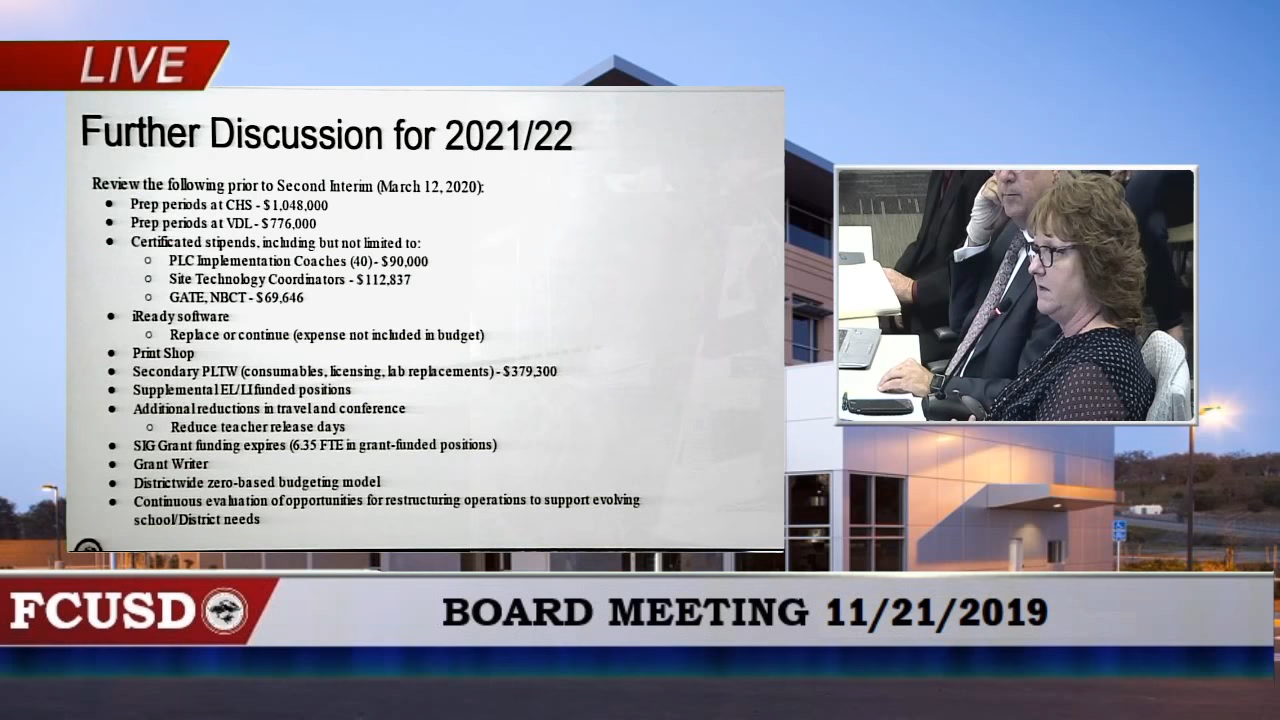 LIVE
Further Discussion for 2021/22
Review the following prior to Second Interim (March 12, 2020):
● Prep periods at CHS - $1,048,000
● Prep periods at VDL - $776,000
● Certificated stipends, including but not limited to:
○ PLC Implementation Coaches (40) - $90,000
○ Site Technology Coordinators - $112,837
○ GATE, NBCT - $69,646
● iReady software
○ Replace or continue (expense not included in budget)
● Print Shop
● Secondary PLTW (consumables, licensing, lab replacements) - $379,300
● Supplemental EL/LI funded positions
● Additional reductions in travel and conference
○ Reduce teacher release days
● SIG Grant funding expires (6.35 FTE in grant-funded positions)
● Grant Writer
● Districtwide zero-based budgeting model
● Continuous evaluation of opportunities for restructuring operations to support evolving
school/District needs
FCUSD
BOARD MEETING 11/21/2019